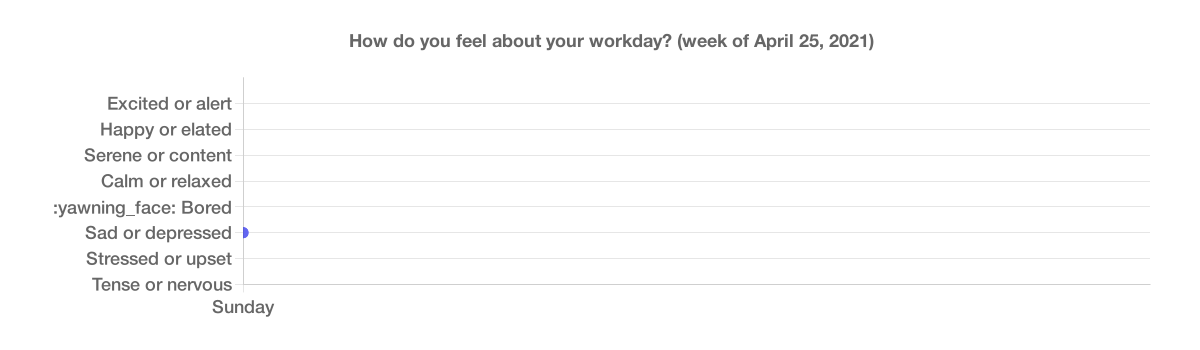 How do you feel about your workday? (week of April 25, 2021)
Excited or alert
Happy or elated
Serene or content
Calm or relaxed
:yawning_face: Bored
Sad or depressed
Stressed or upset
Tense or nervous
Sunday